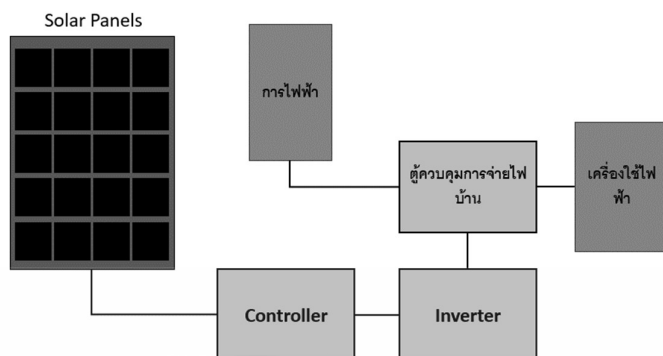 Solar Panels
การไฟฟ้า
ตู้ควบคุมการจ่ายไฟ
บ้าน
เครื่องใช้ไฟ
ฟ้า
Controller
Inverter